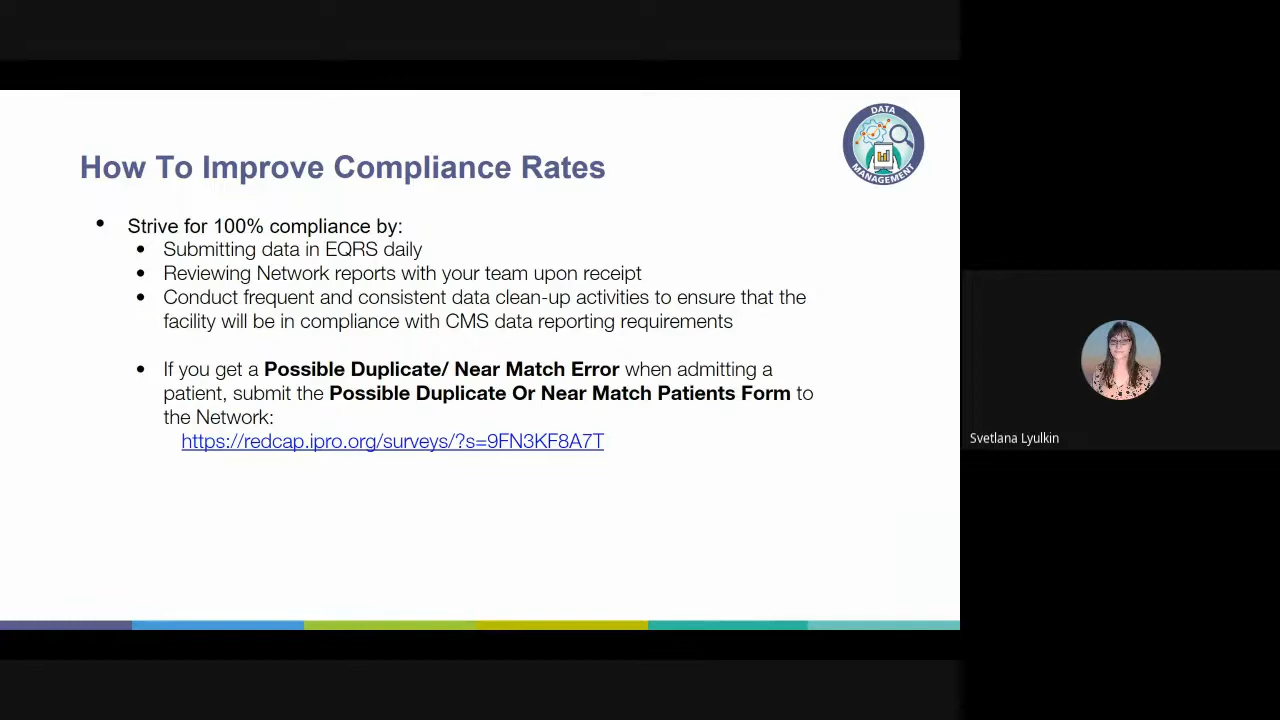 DATA
MANAGEMENT
How To Improve Compliance Rates
• Strive for 100% compliance by:
• Submitting data in EQRS daily
• Reviewing Network reports with your team upon receipt
• Conduct frequent and consistent data clean-up activities to ensure that the
facility will be in compliance with CMS data reporting requirements
• If you get a Possible Duplicate/ Near Match Error when admitting a
patient, submit the Possible Duplicate Or Near Match Patients Form to
the Network:
https://redcap.ipro.org/surveys/?s=9FN3KF8A7T
Svetlana Lyulkin